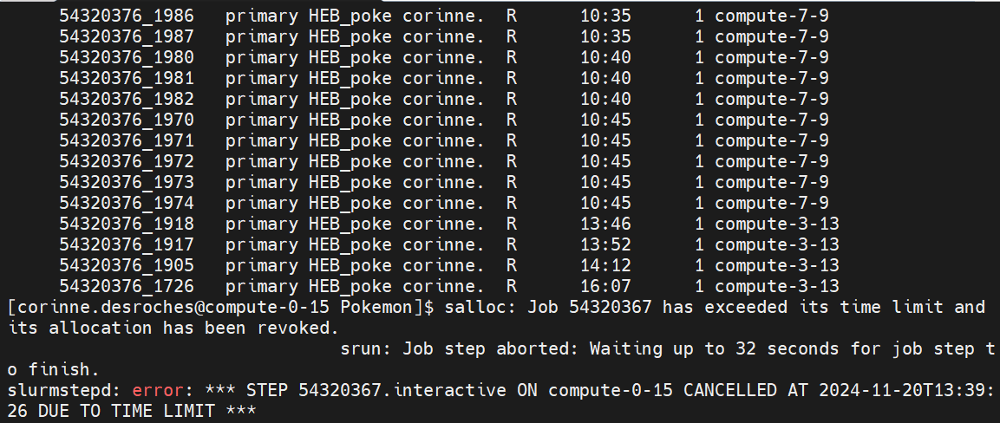 54320376_1986 primary HEB_poke corinne. R 10:35 1 compute-7-9
54320376_1987 primary HEB_poke corinne. R 10:35 1 compute-7-9
54320376_1980 primary HEB_poke corinne. R 10:40 1 compute-7-9
54320376_1981 primary HEB_poke corinne. R 10:40 1 compute-7-9
54320376_1982 primary HEB_poke corinne. R 10:40 1 compute-7-9
54320376_1970 primary HEB_poke corinne. R 10:45 1 compute-7-9
54320376_1971 primary HEB_poke corinne. R 10:45 1 compute-7-9
54320376_1972 primary HEB_poke corinne. R 10:45 1 compute-7-9
54320376_1973 primary HEB_poke corinne. R 10:45 1 compute-7-9
54320376_1974 primary HEB_poke corinne. R 10:45 1 compute-7-9
54320376_1918 primary HEB_poke corinne. R 13:46 1 compute-3-13
54320376_1917 primary HEB_poke corinne. R 13:52 1 compute-3-13
54320376_1905 primary HEB_poke corinne. R 14:12 1 compute-3-13
54320376_1726 primary HEB_poke corinne. R 16:07 1 compute-3-13
[corinne.desroches@compute-0-15 Pokemon]$ salloc: Job 54320367 has exceeded its time limit and
its allocation has been revoked.
srun: Job step aborted: Waiting up to 32 seconds for job step t
o finish.
slurmstepd: error: *** STEP 54320367.interactive ON compute-0-15 CANCELLED AT 2024-11-20T13:39:
26 DUE TO TIME LIMIT ***